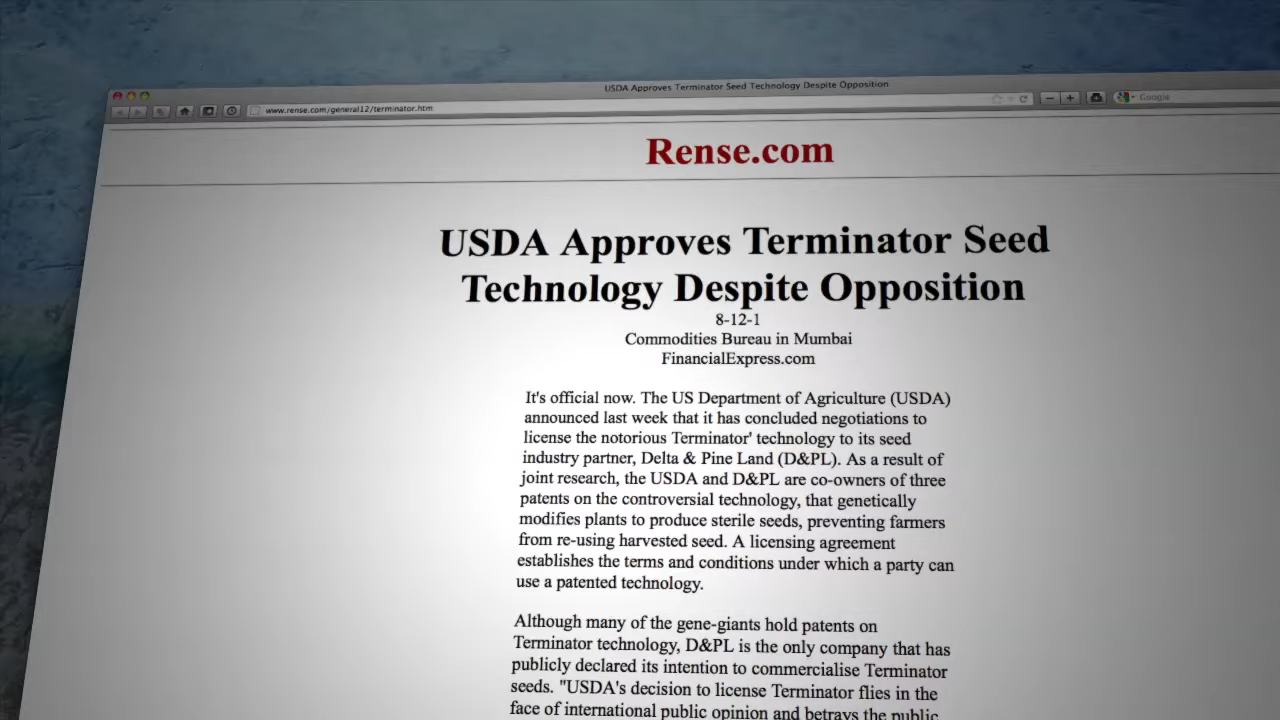 USDA Approves Terminator Seed Technology Despite Opposition
www.rense.com/general12/terminator.htm
Google
Rense.com
USDA Approves Terminator Seed
Technology Despite Opposition
8-12-1
Commodities Bureau in Mumbai
FinancialExpress.com
It's official now. The US Department of Agriculture (USDA)
announced last week that it has concluded negotiations to
license the notorious Terminator' technology to its seed
industry partner, Delta & Pine Land (D&PL). As a result of
joint research, the USDA and D&PL are co-owners of three
patents on the controversial technology, that genetically
modifies plants to produce sterile seeds, preventing farmers
from re-using harvested seed. A licensing agreement
establishes the terms and conditions under which a party can
use a patented technology.
Although many of the gene-giants hold patents on
Terminator technology, D&PL is the only company that has
publicly declared its intention to commercialise Terminator
seeds. "USDA's decision to license Terminator flies in the
face of international public opinion and betrays the public